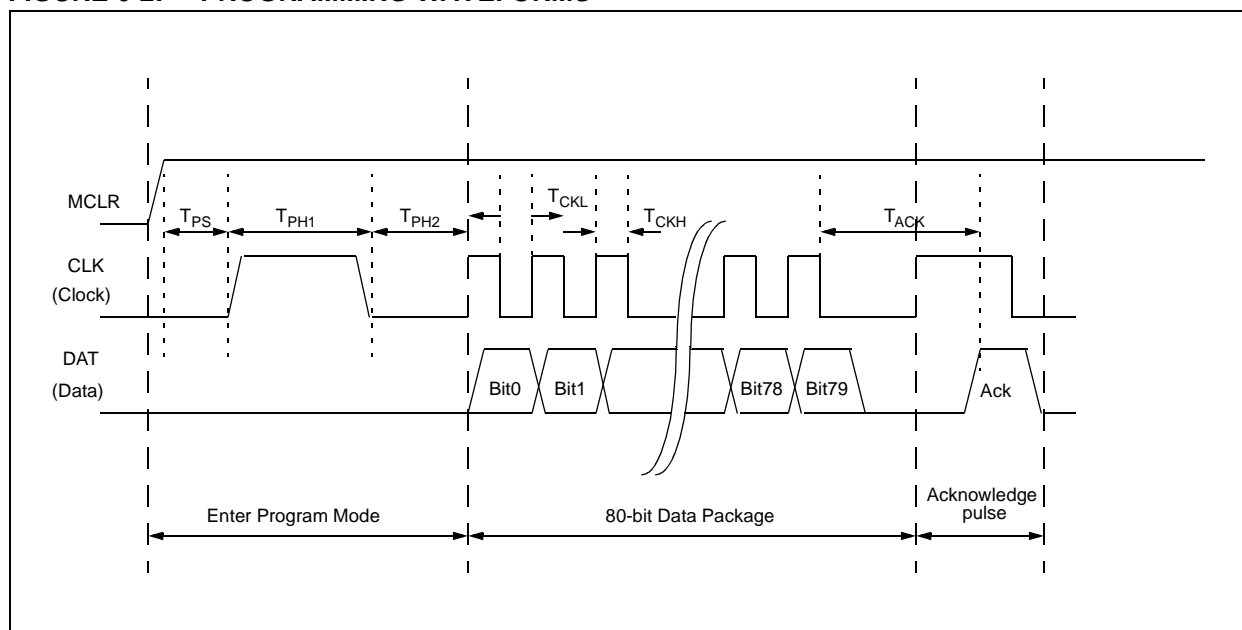 MCLR
TPS
TPH1
TPH2
TCKL
TCKH
TACK
CLK
(Clock)
DAT
(Data)
Bit0
Bit1
Bit78
Bit79
Ack
Enter Program Mode
80-bit Data Package
Acknowledge
pulse